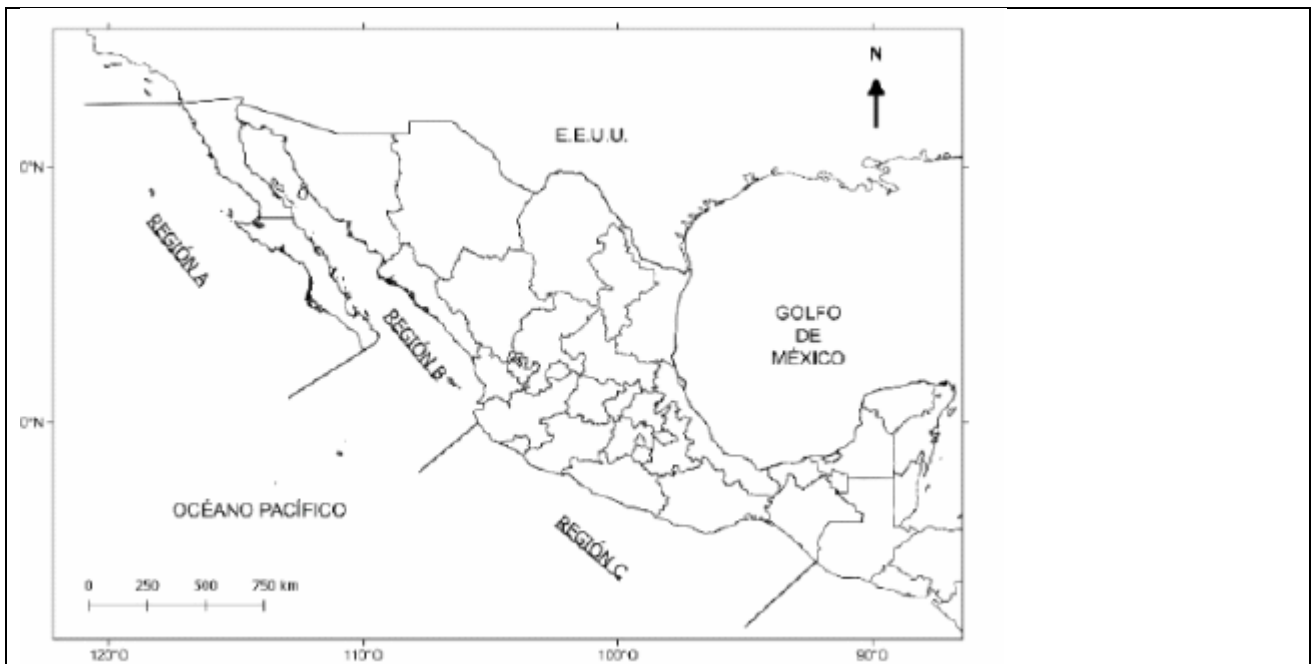 N
E.E.U.U.
0°N
REGIÓN A
GOLFO
DE
MÉXICO
REGIÓN B
0°N
OCÉANO PACÍFICO
REGIÓN C
0 250 500 750 km
120°O 110°O 100°O 90°O